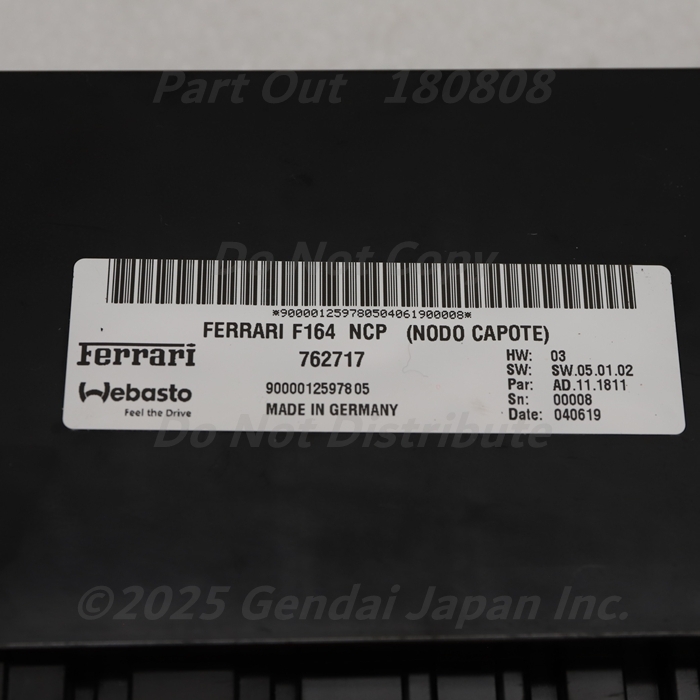 Part Out 180808
Do Not Copy
*900001259780504061900008*
FERRARI F164 NCP (NODO CAPOTE)
Ferrari
762717
HW: 03
SW: SW.05.01.02
Webasto
9000012597805
Par: AD.11.1811
Sn: 00008
Feel the Drive
MADE IN GERMANY
Date: 040619
Do Not Distribute
©2025 Gendai Japan Inc.